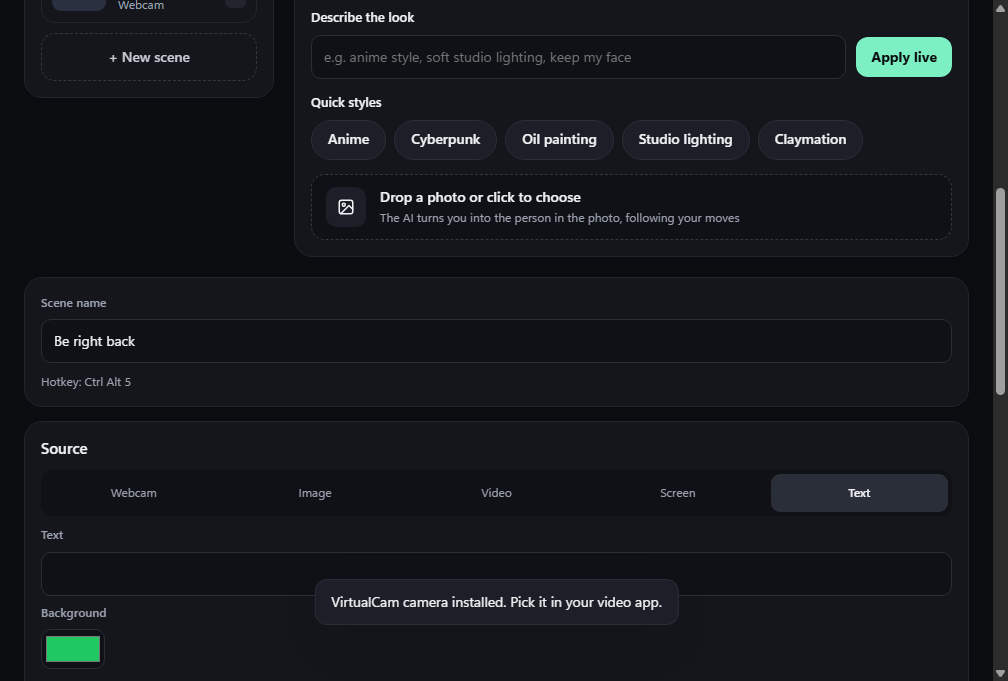 Webcam
+ New scene
Describe the look
e.g. anime style, soft studio lighting, keep my face
Apply live
Quick styles
Anime
Cyberpunk
Oil painting
Studio lighting
Claymation
Drop a photo or click to choose
The AI turns you into the person in the photo, following your moves
Scene name
Be right back
Hotkey: Ctrl Alt 5
Source
Webcam
Image
Video
Screen
Text
Text
VirtualCam camera installed. Pick it in your video app.
Background